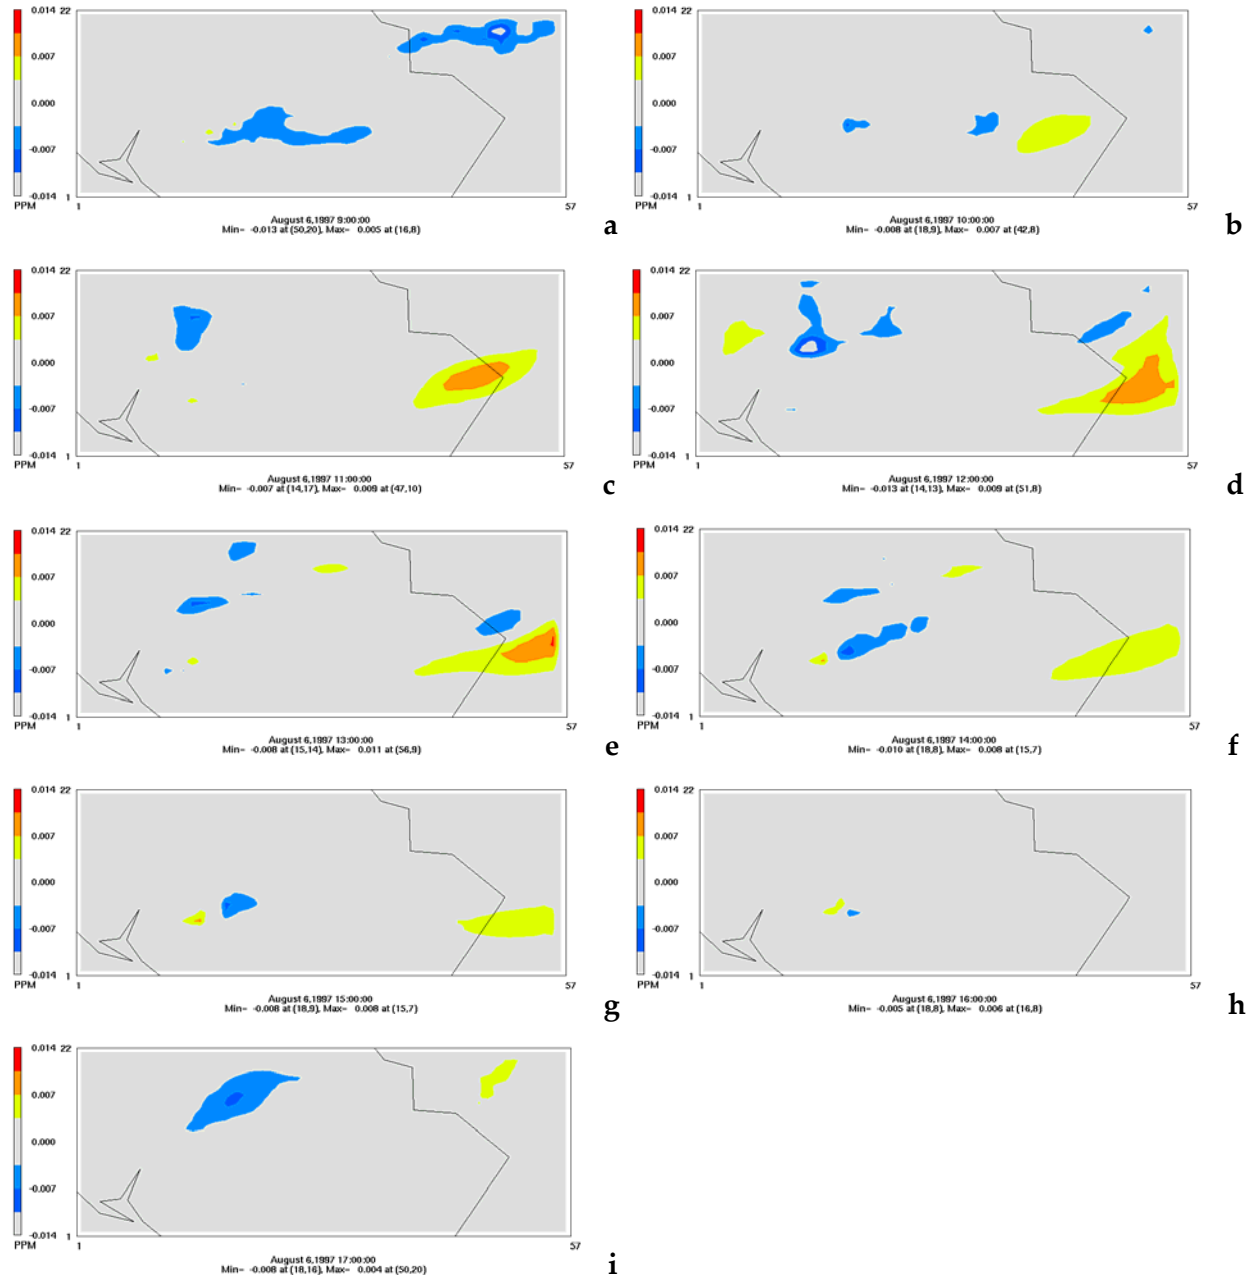 0.014 22
0.007
0.000
-0.007
-0.014 1
PPM 1 57
August 6,1997 9:00:00
Min= -0.013 at (50,20), Max= 0.005 at (16,8)
a
0.014 22
0.007
0.000
-0.007
-0.014 1
PPM 1 57
August 6,1997 10:00:00
Min= -0.008 at (18,9), Max= 0.007 at (42,8)
b
0.014 22
0.007
0.000
-0.007
-0.014 1
PPM 1 57
August 6,1997 11:00:00
Min= -0.007 at (14,17), Max= 0.009 at (47,10)
c
0.014 22
0.007
0.000
-0.007
-0.014 1
PPM 1 57
August 6,1997 12:00:00
Min= -0.013 at (14,13), Max= 0.009 at (51,8)
d
0.014 22
0.007
0.000
-0.007
-0.014 1
PPM 1 57
August 6,1997 13:00:00
Min= -0.008 at (15,14), Max= 0.011 at (56,9)
e
0.014 22
0.007
0.000
-0.007
-0.014 1
PPM 1 57
August 6,1997 14:00:00
Min= -0.010 at (18,8), Max= 0.008 at (15,7)
f
0.014 22
0.007
0.000
-0.007
-0.014 1
PPM 1 57
August 6,1997 15:00:00
Min= -0.008 at (18,9), Max= 0.008 at (15,7)
g
0.014 22
0.007
0.000
-0.007
-0.014 1
PPM 1 57
August 6,1997 16:00:00
Min= -0.005 at (18,8), Max= 0.006 at (16,8)
h
0.014 22
0.007
0.000
-0.007
-0.014 1
PPM 1 57
August 6,1997 17:00:00
Min= -0.008 at (18,16), Max= 0.004 at (50,20)
i